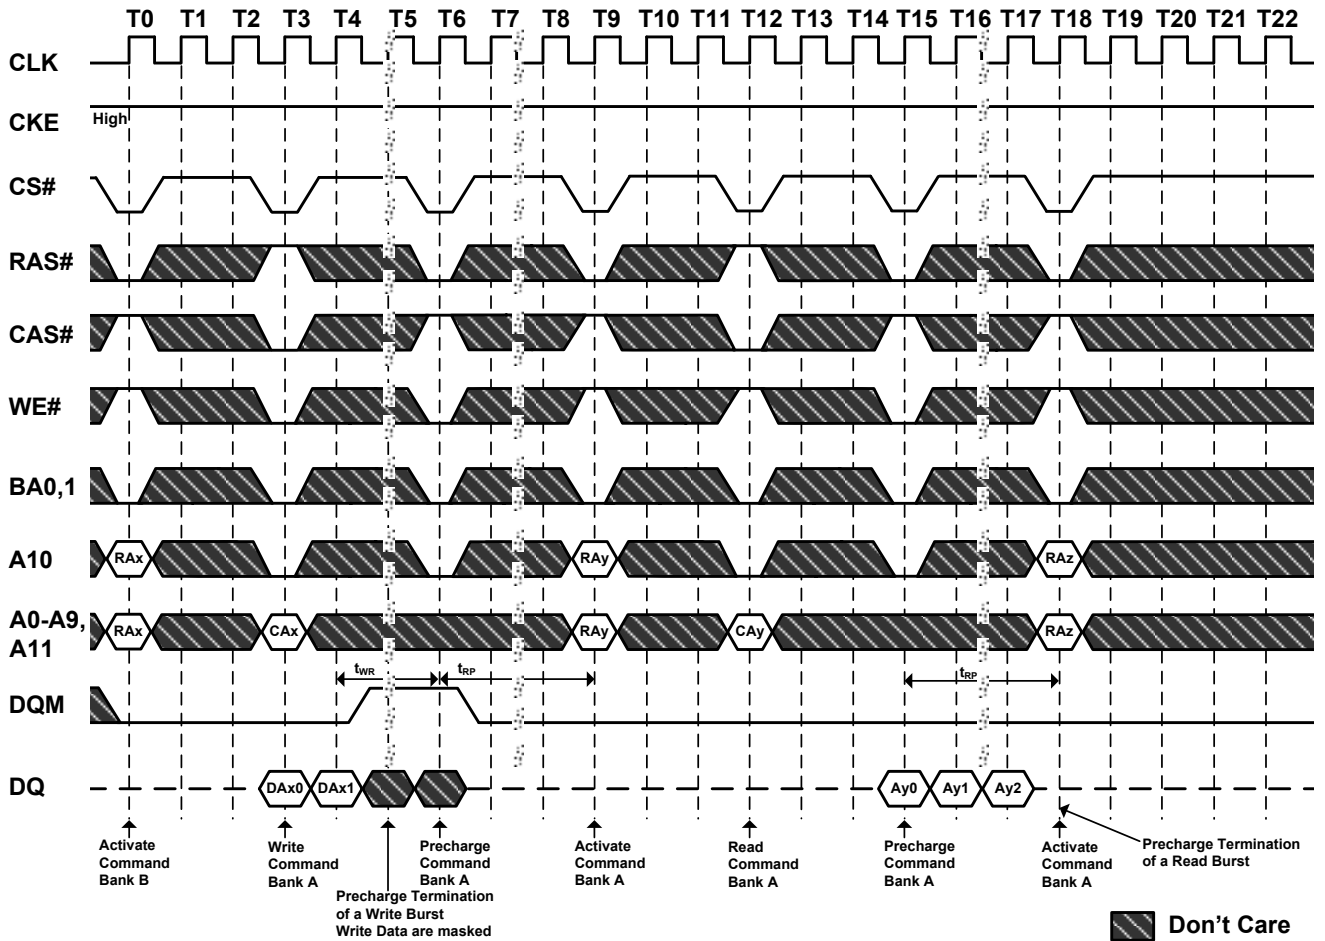 T0 T1 T2 T3 T4 T5 T6 T7 T8 T9 T10 T11 T12 T13 T14 T15 T16 T17 T18 T19 T20 T21 T22
CLK
CKE
High
CS#
RAS#
CAS#
WE#
BA0,1
A10
RAx RAy RAz
A0-A9,
A11
RAx CAx RAy CAy RAz
tWR tRP tRP
DQM
DQ
DAx0 DAx1 Ay0 Ay1 Ay2
Activate
Command
Bank B
Write
Command
Bank A
Precharge Termination
of a Write Burst
Write Data are masked
Precharge
Command
Bank A
Activate
Command
Bank A
Read
Command
Bank A
Precharge
Command
Bank A
Activate
Command
Bank A
Precharge Termination
of a Read Burst
Don't Care